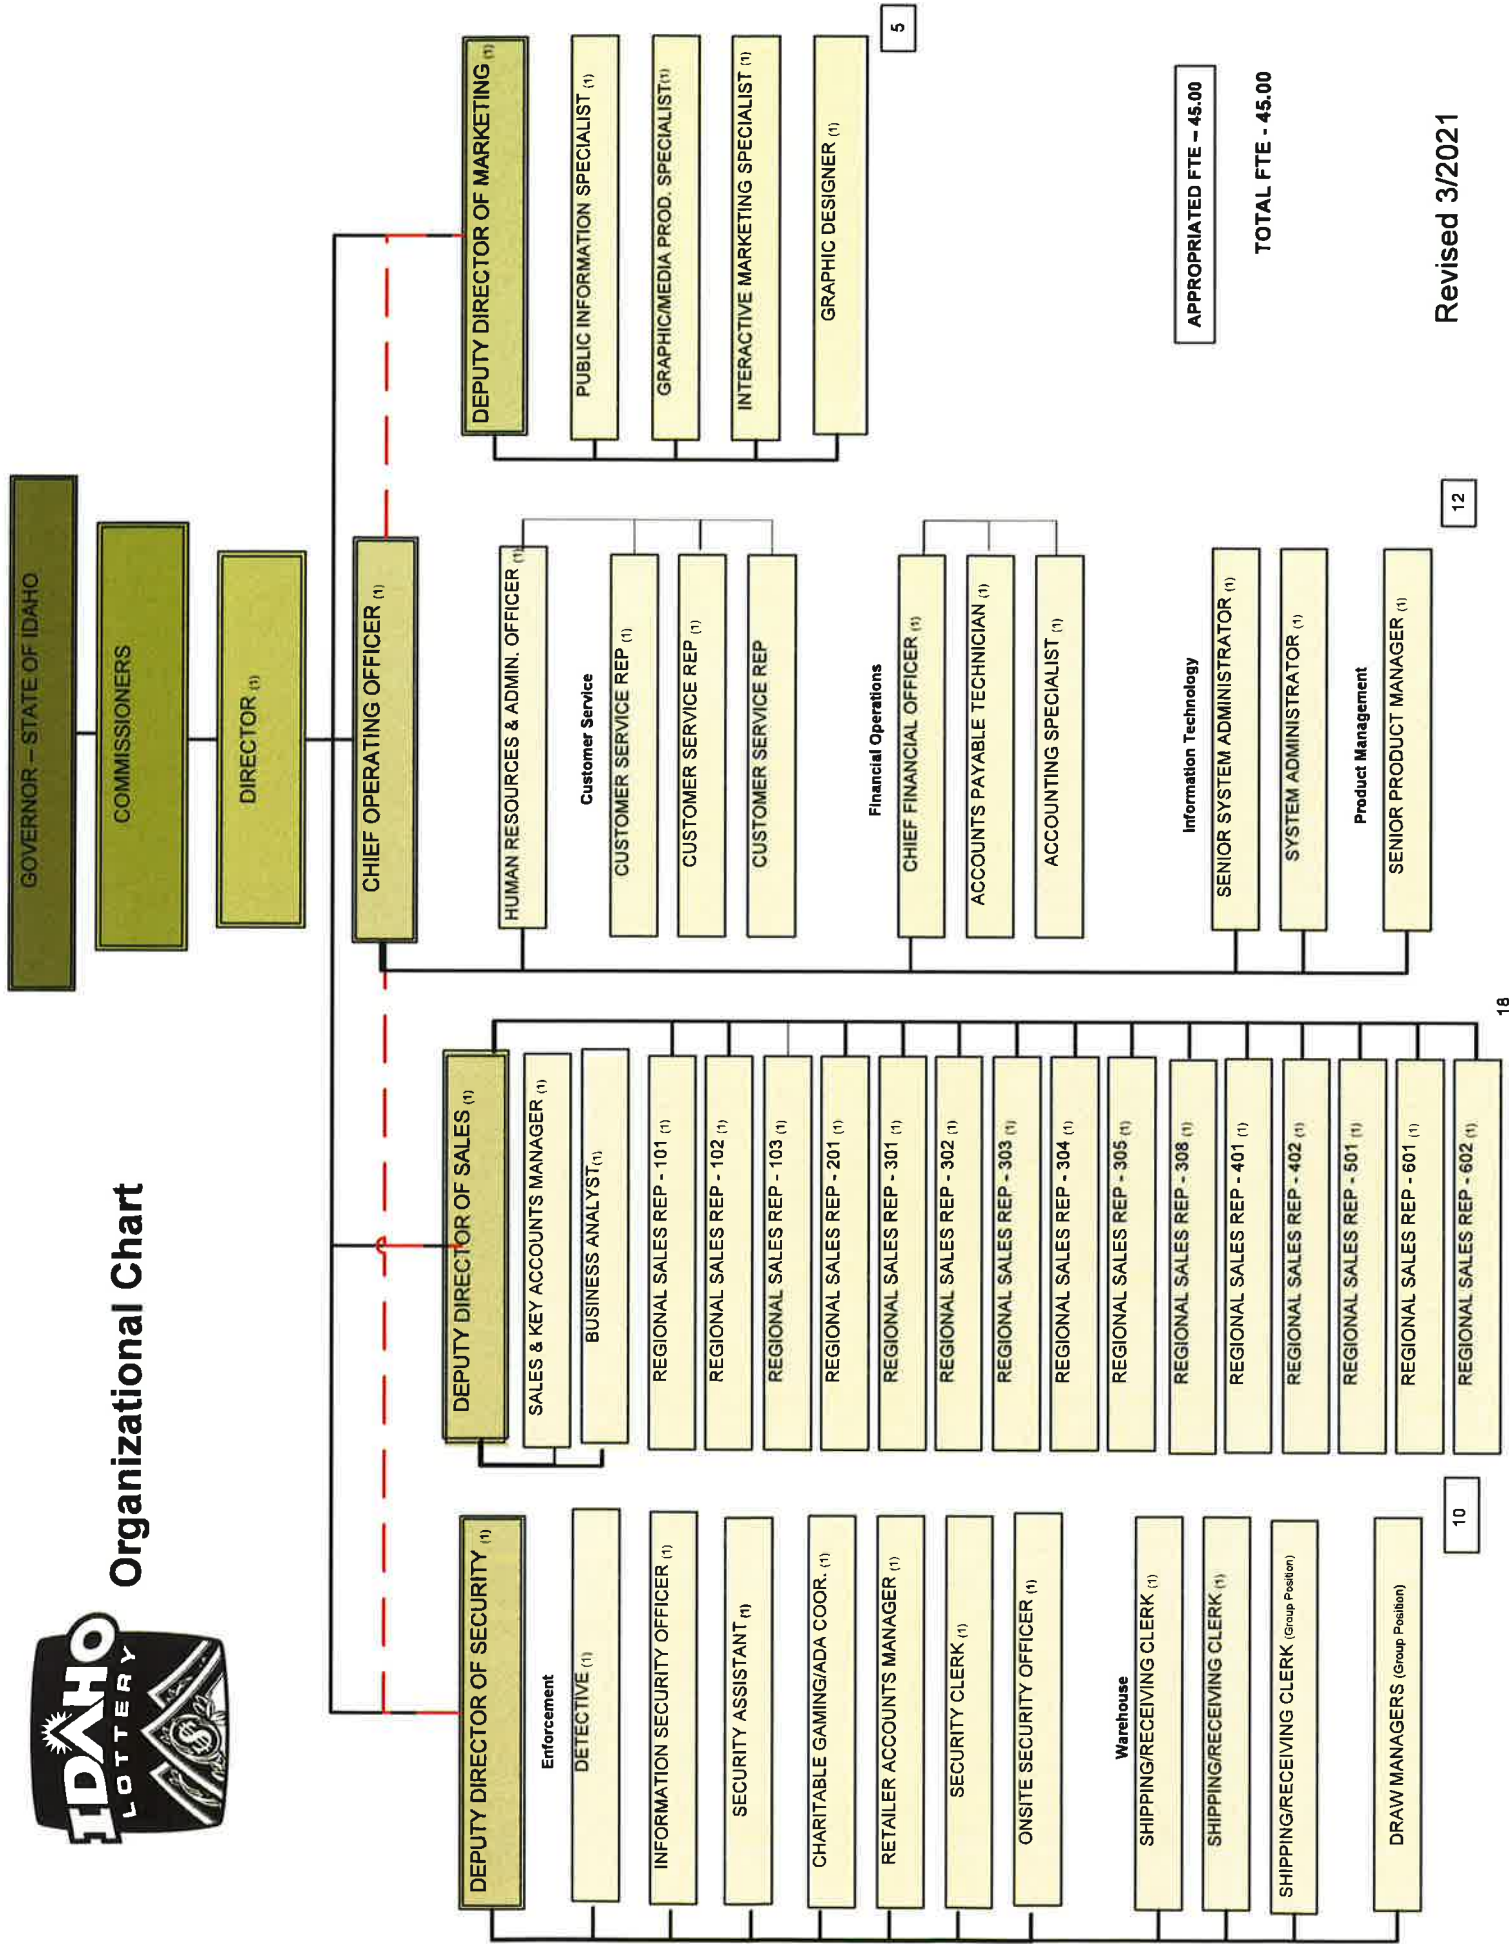 IDAHO
LOTTERY
Organizational Chart
GOVERNOR – STATE OF IDAHO
COMMISSIONERS
DIRECTOR (1)
CHIEF OPERATING OFFICER (1)
DEPUTY DIRECTOR OF SECURITY (1)
Enforcement
DETECTIVE (1)
INFORMATION SECURITY OFFICER (1)
SECURITY ASSISTANT (1)
CHARITABLE GAMING/ADA COOR. (1)
RETAILER ACCOUNTS MANAGER (1)
SECURITY CLERK (1)
ONSITE SECURITY OFFICER (1)
Warehouse
SHIPPING/RECEIVING CLERK (1)
SHIPPING/RECEIVING CLERK (1)
SHIPPING/RECEIVING CLERK (Group Position)
DRAW MANAGERS (Group Position)
10
DEPUTY DIRECTOR OF SALES (1)
SALES & KEY ACCOUNTS MANAGER (1)
BUSINESS ANALYST(1)
REGIONAL SALES REP - 101 (1)
REGIONAL SALES REP - 102 (1)
REGIONAL SALES REP - 103 (1)
REGIONAL SALES REP - 201 (1)
REGIONAL SALES REP - 301 (1)
REGIONAL SALES REP - 302 (1)
REGIONAL SALES REP - 303 (1)
REGIONAL SALES REP - 304 (1)
REGIONAL SALES REP - 305 (1)
REGIONAL SALES REP - 308 (1)
REGIONAL SALES REP - 401 (1)
REGIONAL SALES REP - 402 (1)
REGIONAL SALES REP - 501 (1)
REGIONAL SALES REP - 601 (1)
REGIONAL SALES REP - 602 (1)
18
HUMAN RESOURCES & ADMIN. OFFICER (1)
Customer Service
CUSTOMER SERVICE REP (1)
CUSTOMER SERVICE REP (1)
CUSTOMER SERVICE REP
Financial Operations
CHIEF FINANCIAL OFFICER (1)
ACCOUNTS PAYABLE TECHNICIAN (1)
ACCOUNTING SPECIALIST (1)
Information Technology
SENIOR SYSTEM ADMINISTRATOR (1)
SYSTEM ADMINISTRATOR (1)
Product Management
SENIOR PRODUCT MANAGER (1)
12
DEPUTY DIRECTOR OF MARKETING (1)
PUBLIC INFORMATION SPECIALIST (1)
GRAPHIC/MEDIA PROD. SPECIALIST(1)
INTERACTIVE MARKETING SPECIALIST (1)
GRAPHIC DESIGNER (1)
5
APPROPRIATED FTE – 45.00
TOTAL FTE - 45.00
Revised 3/2021